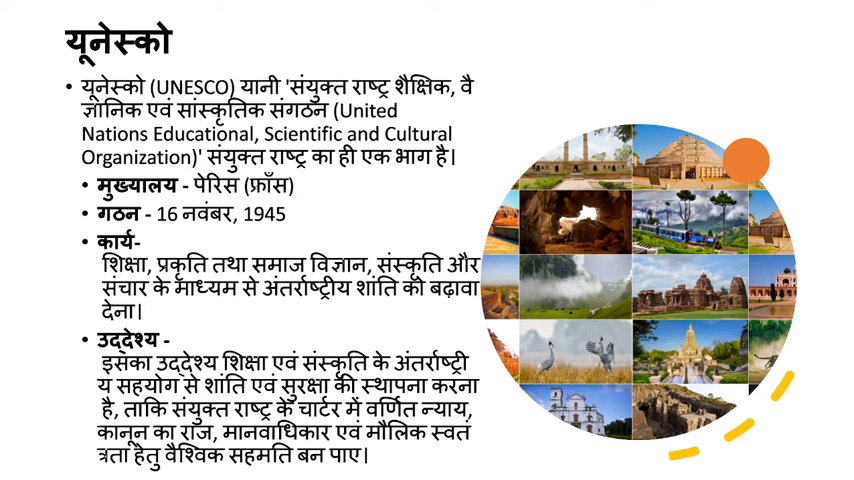 यूनेस्को
• यूनेस्को (UNESCO) यानी 'संयुक्त राष्ट्र शैक्षिक, वै
ज्ञानिक एवं सांस्कृतिक संगठन (United
Nations Educational, Scientific and Cultural
Organization)' संयुक्त राष्ट्र का ही एक भाग है।
• मुख्यालय - पेरिस (फ्राँस)
• गठन - 16 नवंबर, 1945
• कार्य-
शिक्षा, प्रकृति तथा समाज विज्ञान, संस्कृति और
संचार के माध्यम से अंतर्राष्ट्रीय शांति को बढ़ावा
देना।
• उद्देश्य -
इसका उद्देश्य शिक्षा एवं संस्कृति के अंतर्राष्ट्री
य सहयोग से शांति एवं सुरक्षा की स्थापना करना
है, ताकि संयुक्त राष्ट्र के चार्टर में वर्णित न्याय,
कानून का राज, मानवाधिकार एवं मौलिक स्वतं
त्रता हेतु वैश्विक सहमति बन पाए।